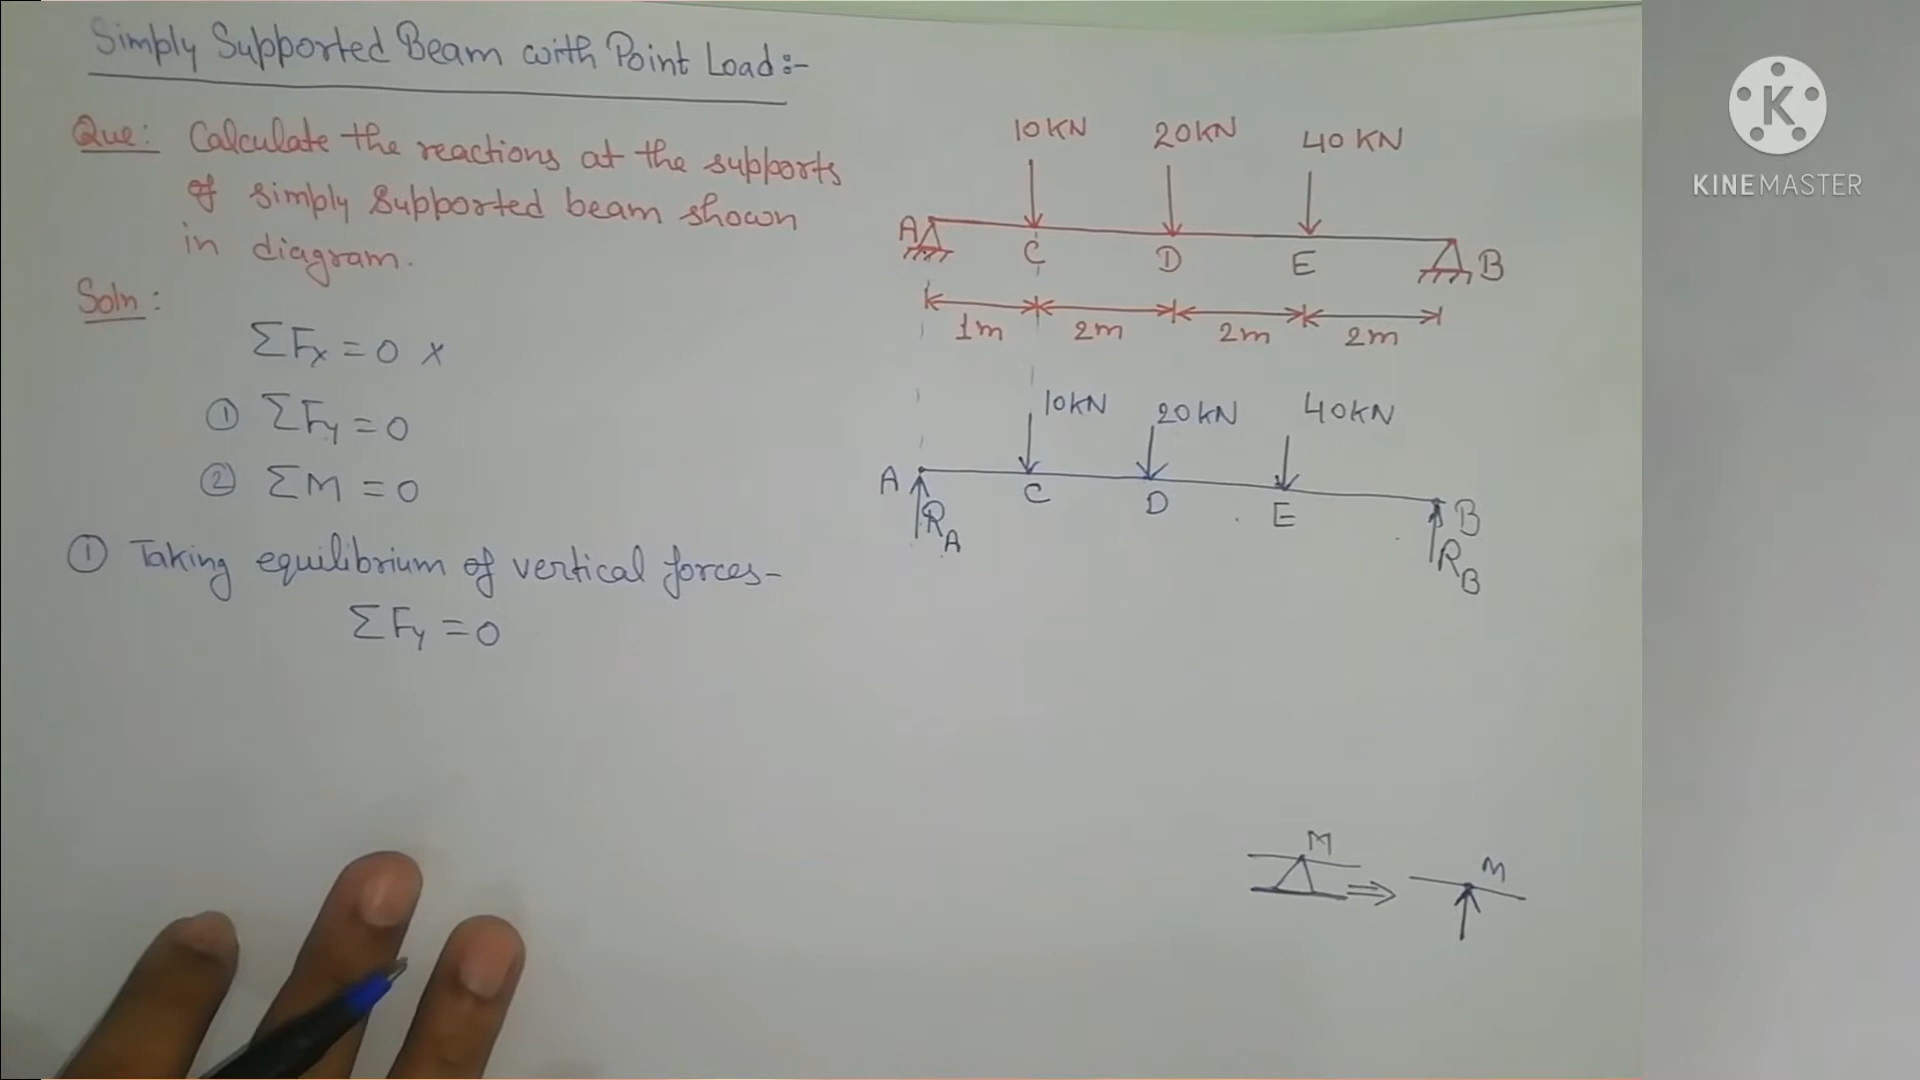 Simply Supported Beam with Point Load:-
Que: Calculate the reactions at the supports
of simply supported beam shown
in diagram.
Soln:
ΣFx = 0 x
① ΣFy = 0
② ΣM = 0
① Taking equilibrium of vertical forces-
ΣFy = 0
10KN 20KN 40KN
A C D E B
1m 2m 2m 2m
10KN 20KN 40KN
A C D E B
RA RB
M ⇒ M
K
KINEMASTER